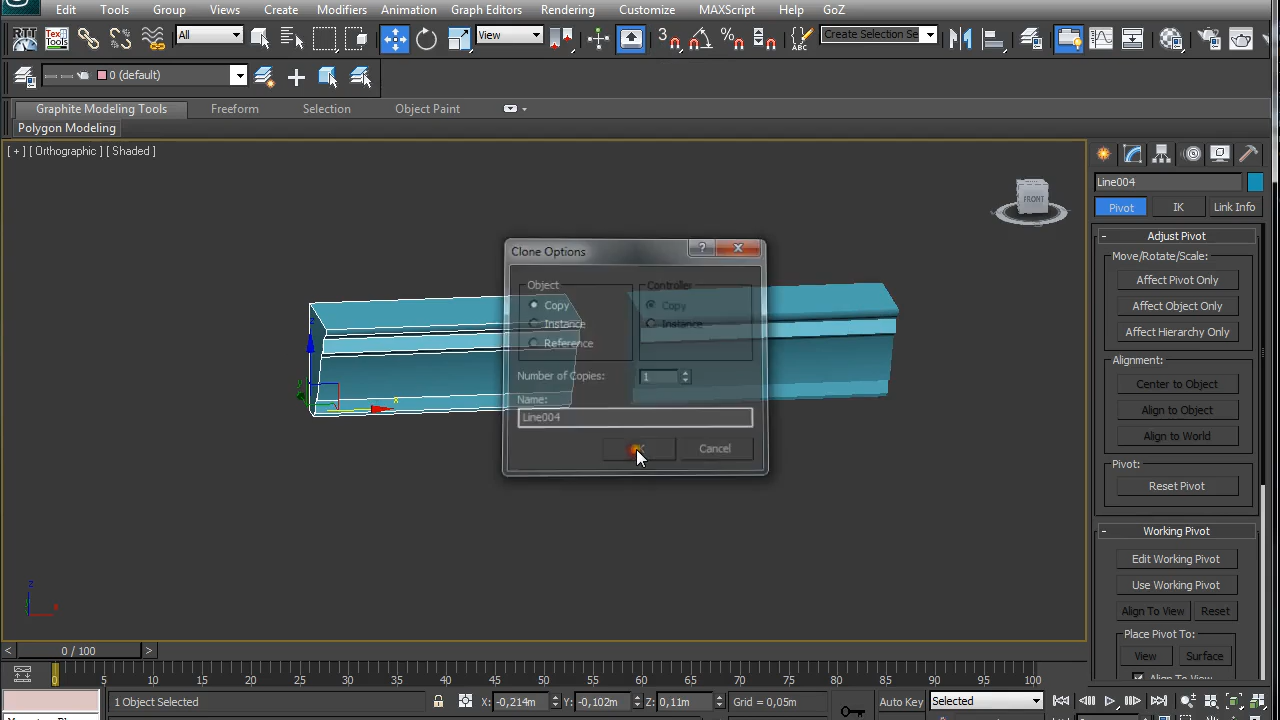 Edit Tools Group Views Create Modifiers Animation Graph Editors Rendering Customize MAXScript Help GoZ
RTT Tex Tools All View 3 Create Selection Se
0 (default)
Graphite Modeling Tools Freeform Selection Object Paint
Polygon Modeling
[ + ] [ Orthographic ] [ Shaded ]
FRONT
Line004
Pivot IK Link Info
- Adjust Pivot
Move/Rotate/Scale:
Affect Pivot Only
Affect Object Only
Affect Hierarchy Only
Alignment:
Center to Object
Align to Object
Align to World
Pivot:
Reset Pivot
- Working Pivot
Edit Working Pivot
Use Working Pivot
Align To View Reset
Place Pivot To:
View Surface
Align To View
Clone Options
Object
Copy
Instance
Reference
Controller
Copy
Instance
Number of Copies: 1
Name:
Line004
Cancel
z
y
x
z
x
< 0 / 100 >
0 5 10 15 20 25 30 35 40 45 50 55 60 65 70 75 80 85 90 95 100
1 Object Selected X: -0,214m Y: -0,102m Z: 0,11m Grid = 0,05m Auto Key Selected